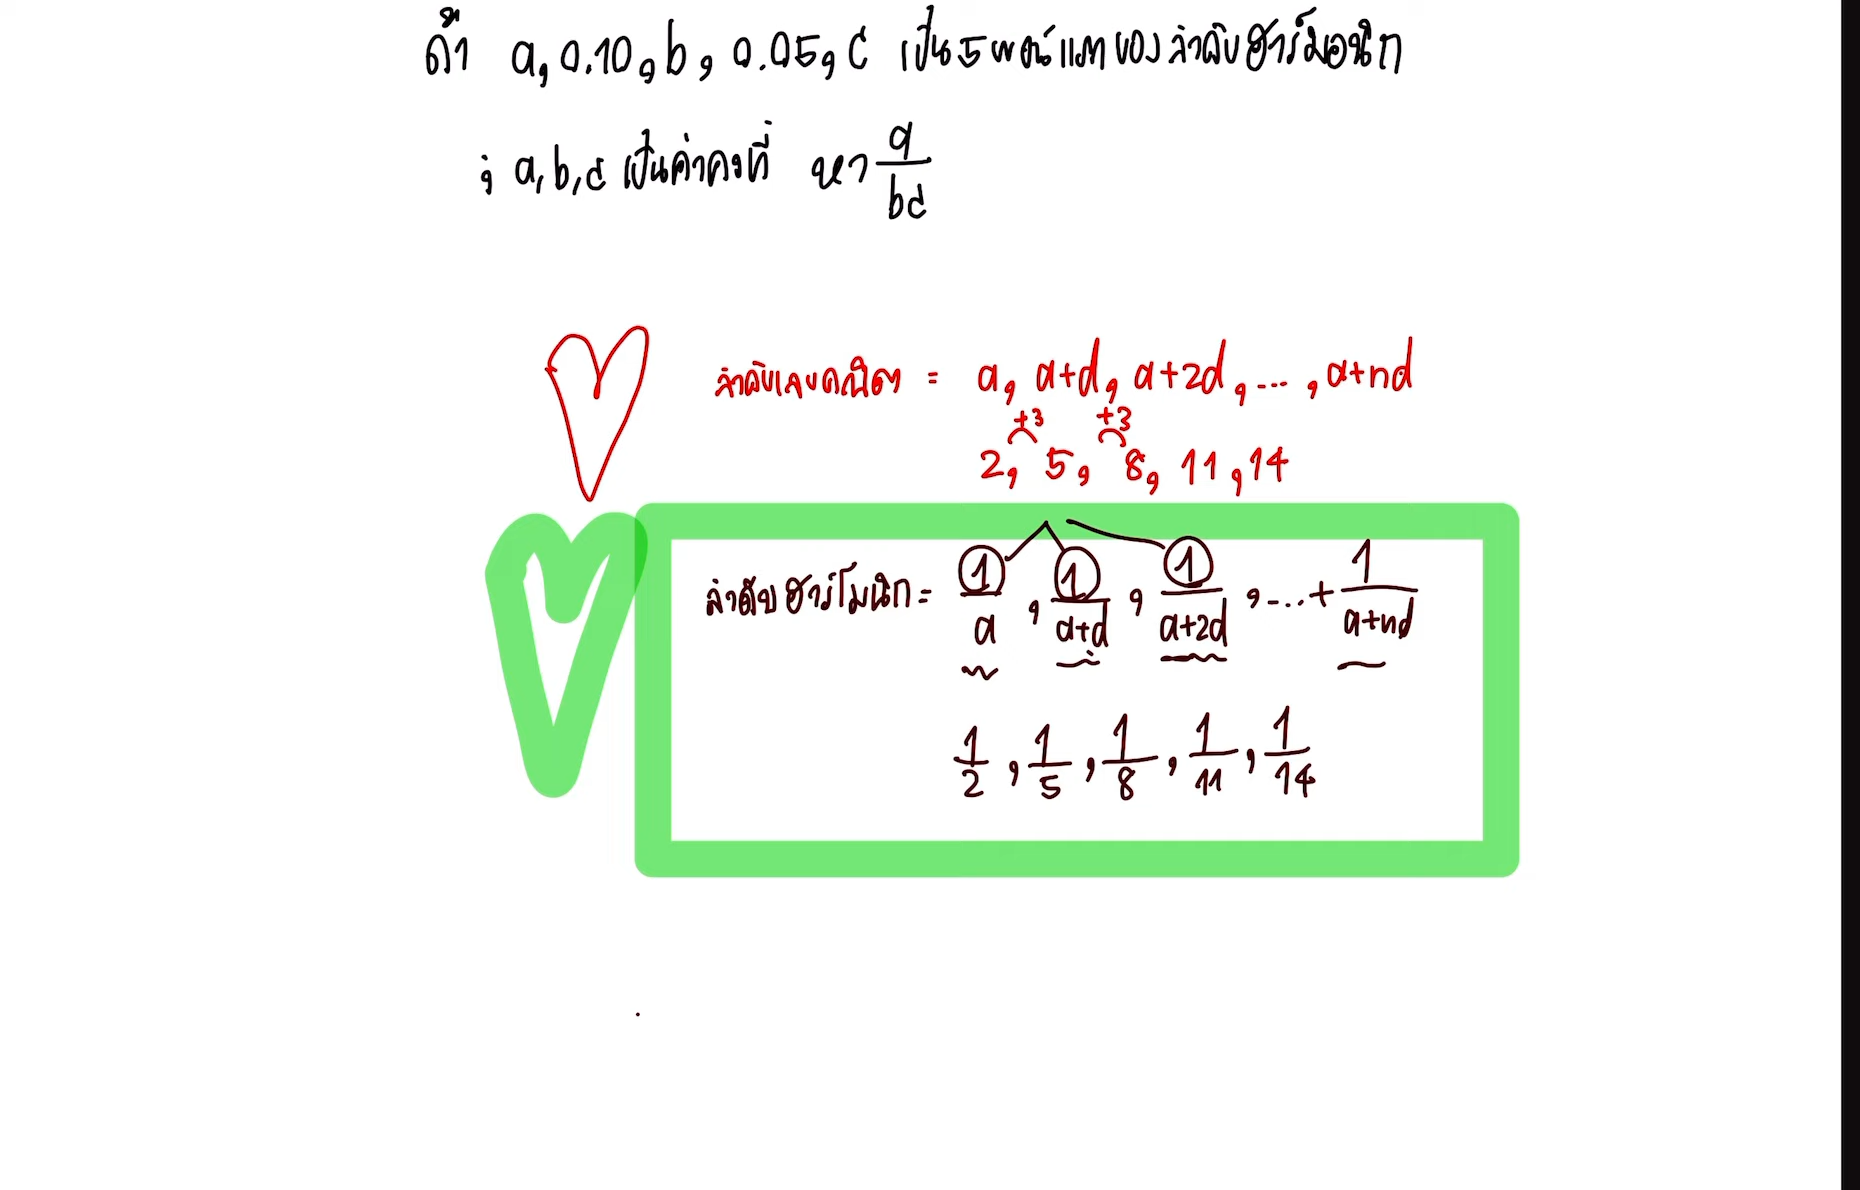 ถ้า a, 0.10, b, 0.05, c เป็น 5 พจน์แรกของลำดับฮาร์มอนิก
; a, b, c เป็นค่าคงที่ หา a/bc
ลำดับเลขคณิต = a, a+d, a+2d, ..., a+nd
+3 +3
2, 5, 8, 11, 14
ลำดับฮาร์โมนิก = 1/a, 1/a+d, 1/a+2d, ...+ 1/a+nd
1/2, 1/5, 1/8, 1/11, 1/14